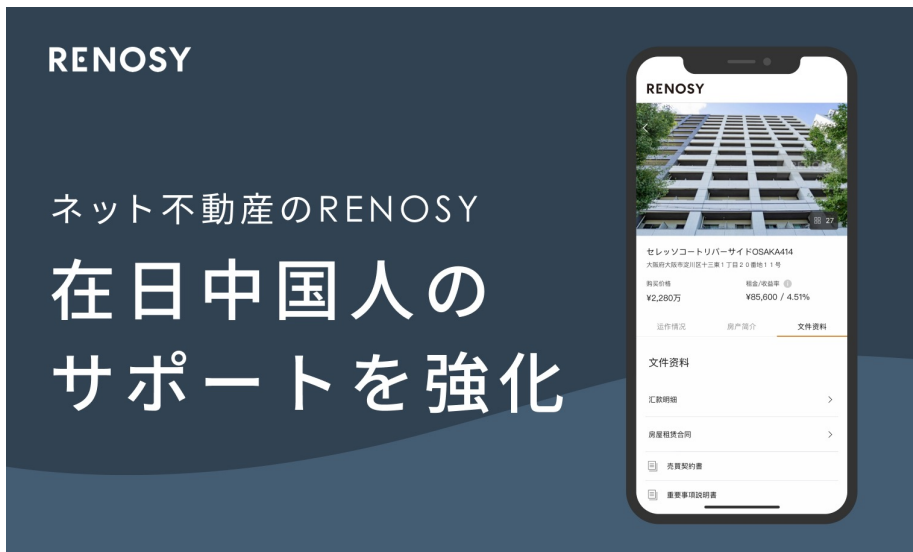 RENOSY
ネット不動産のRENOSY
在日中国人の
サポートを強化
RENOSY
27
セレッソコートリバーサイドOSAKA414
大阪府大阪市淀川区十三東1丁目20番地11号
购买价格 租金/收益率
¥2,280万 ¥85,600 / 4.51%
运作情况 房产简介 文件资料
文件资料
汇款明细
房屋租赁合同
売買契約書
重要事項説明書